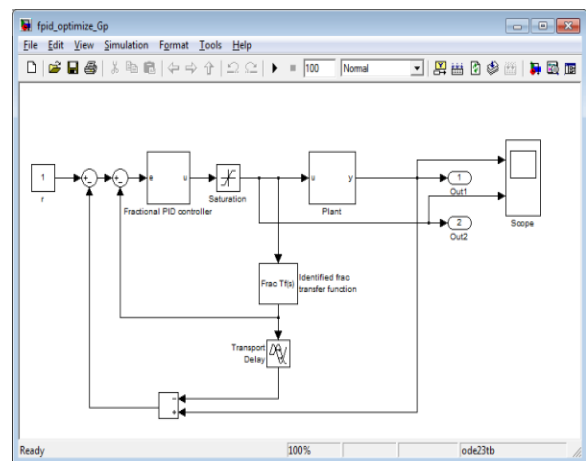 fpid_optimize_Gp
File Edit View Simulation Format Tools Help
100 Normal
1
r
+
-
+
-
e u
Fractional PID controller
Saturation
u y
Plant
1
Out1
2
Out2
Scope
Frac Tf(s)
Identified frac
transfer function
Transport
Delay
-
+
Ready 100% ode23tb